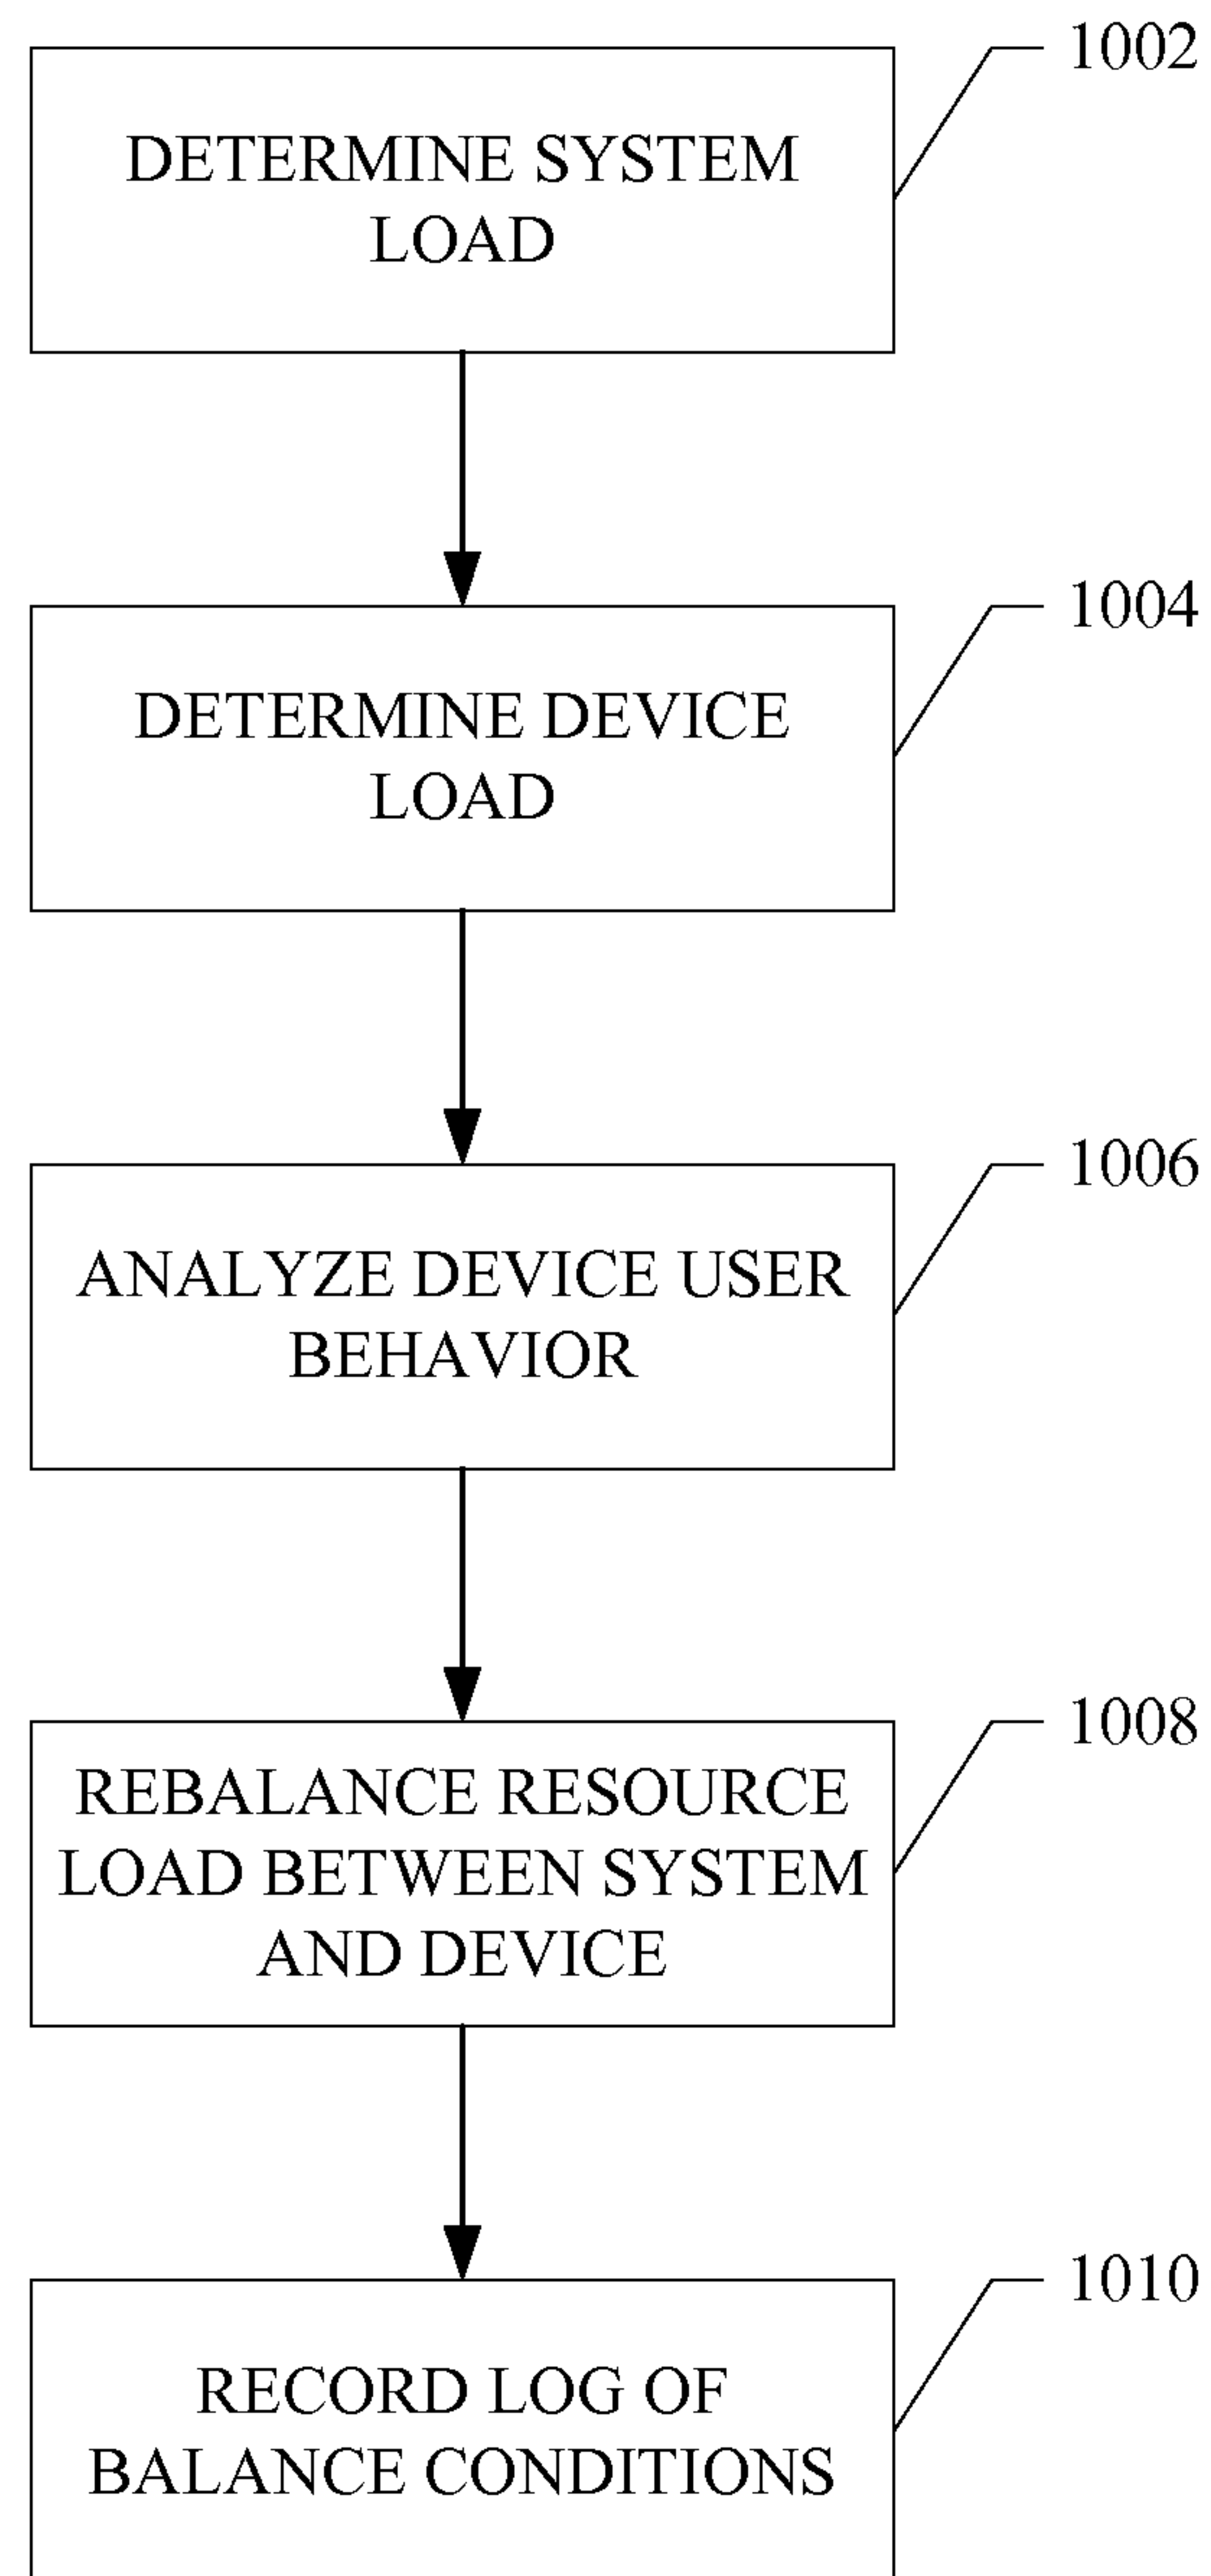 1002
DETERMINE SYSTEM
LOAD
1004
DETERMINE DEVICE
LOAD
1006
ANALYZE DEVICE USER
BEHAVIOR
1008
REBALANCE RESOURCE
LOAD BETWEEN SYSTEM
AND DEVICE
1010
RECORD LOG OF
BALANCE CONDITIONS